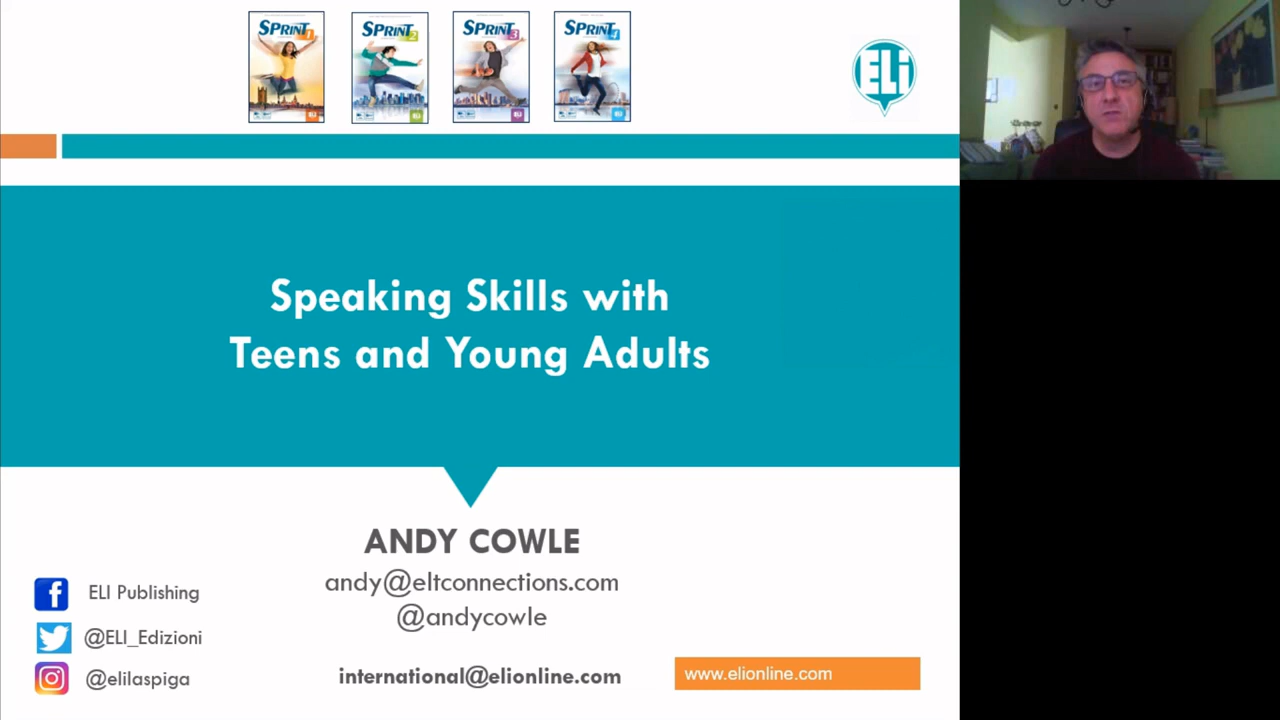 SPRINT 1
SPRINT 2
SPRINT 3
SPRINT 4
ELi
Speaking Skills with
Teens and Young Adults
ANDY COWLE
andy@eltconnections.com
@andycowle
ELI Publishing
@ELI_Edizioni
@elilaspiga
international@elionline.com
www.elionline.com